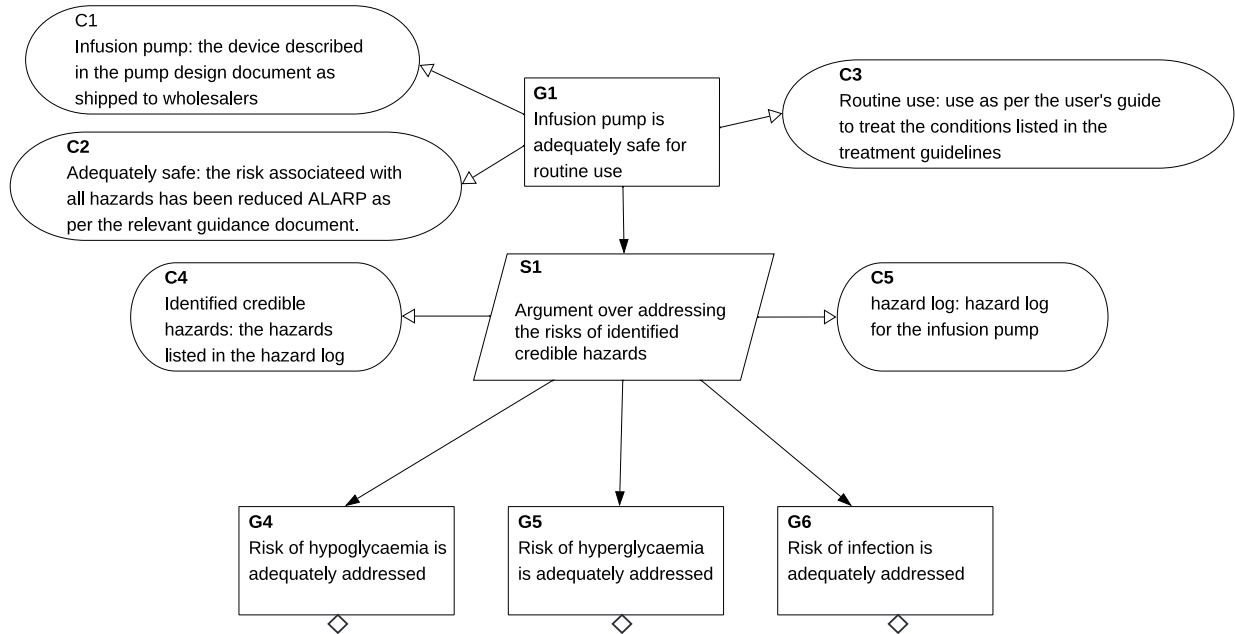 C1
Infusion pump: the device described
in the pump design document as
shipped to wholesalers
G1
Infusion pump is
adequately safe for
routine use
C3
Routine use: use as per the user's guide
to treat the conditions listed in the
treatment guidelines
C2
Adequately safe: the risk associateed with
all hazards has been reduced ALARP as
per the relevant guidance document.
C4
Identified credible
hazards: the hazards
listed in the hazard log
S1
Argument over addressing
the risks of identified
credible hazards
C5
hazard log: hazard log
for the infusion pump
G4
Risk of hypoglycaemia is
adequately addressed
G5
Risk of hyperglycaemia
is adequately addressed
G6
Risk of infection is
adequately addressed